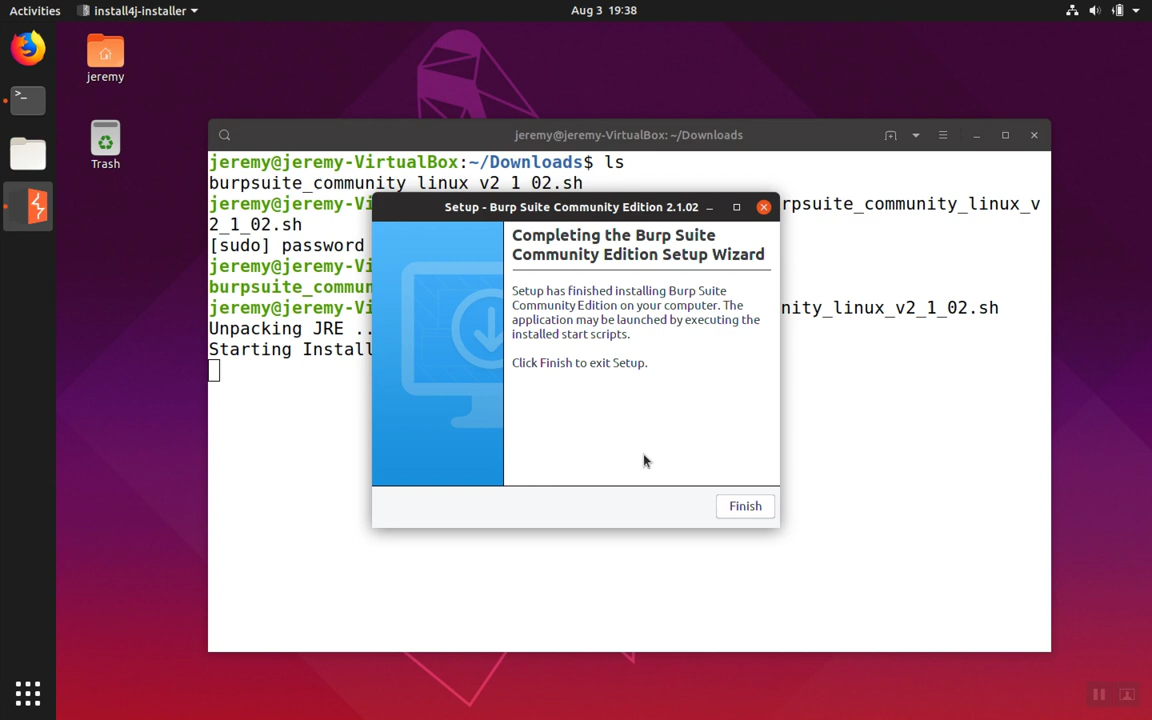 Activities install4j-installer Aug 3 19:38
jeremy
Trash
jeremy@jeremy-VirtualBox: ~/Downloads
jeremy@jeremy-VirtualBox:~/Downloads$ ls
burpsuite_community_linux_v2_1_02.sh
jeremy@jeremy-Vi rpsuite_community_linux_v
2_1_02.sh
[sudo] password
jeremy@jeremy-Vi
burpsuite_commun
jeremy@jeremy-Vi nity_linux_v2_1_02.sh
Unpacking JRE ..
Starting Install
Setup - Burp Suite Community Edition 2.1.02
Completing the Burp Suite
Community Edition Setup Wizard
Setup has finished installing Burp Suite
Community Edition on your computer. The
application may be launched by executing the
installed start scripts.
Click Finish to exit Setup.
Finish